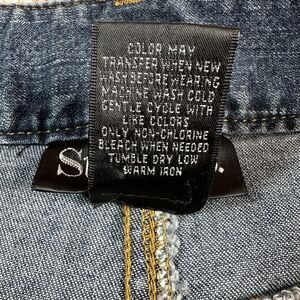 COLOR MAY
TRANSFER WHEN NEW
WASH BEFORE WEARING
MACHINE WASH COLD
GENTLE CYCLE WITH
LIKE COLORS
ONLY NON-CHLORINE
BLEACH WHEN NEEDED
TUMBLE DRY LOW
WARM IRON